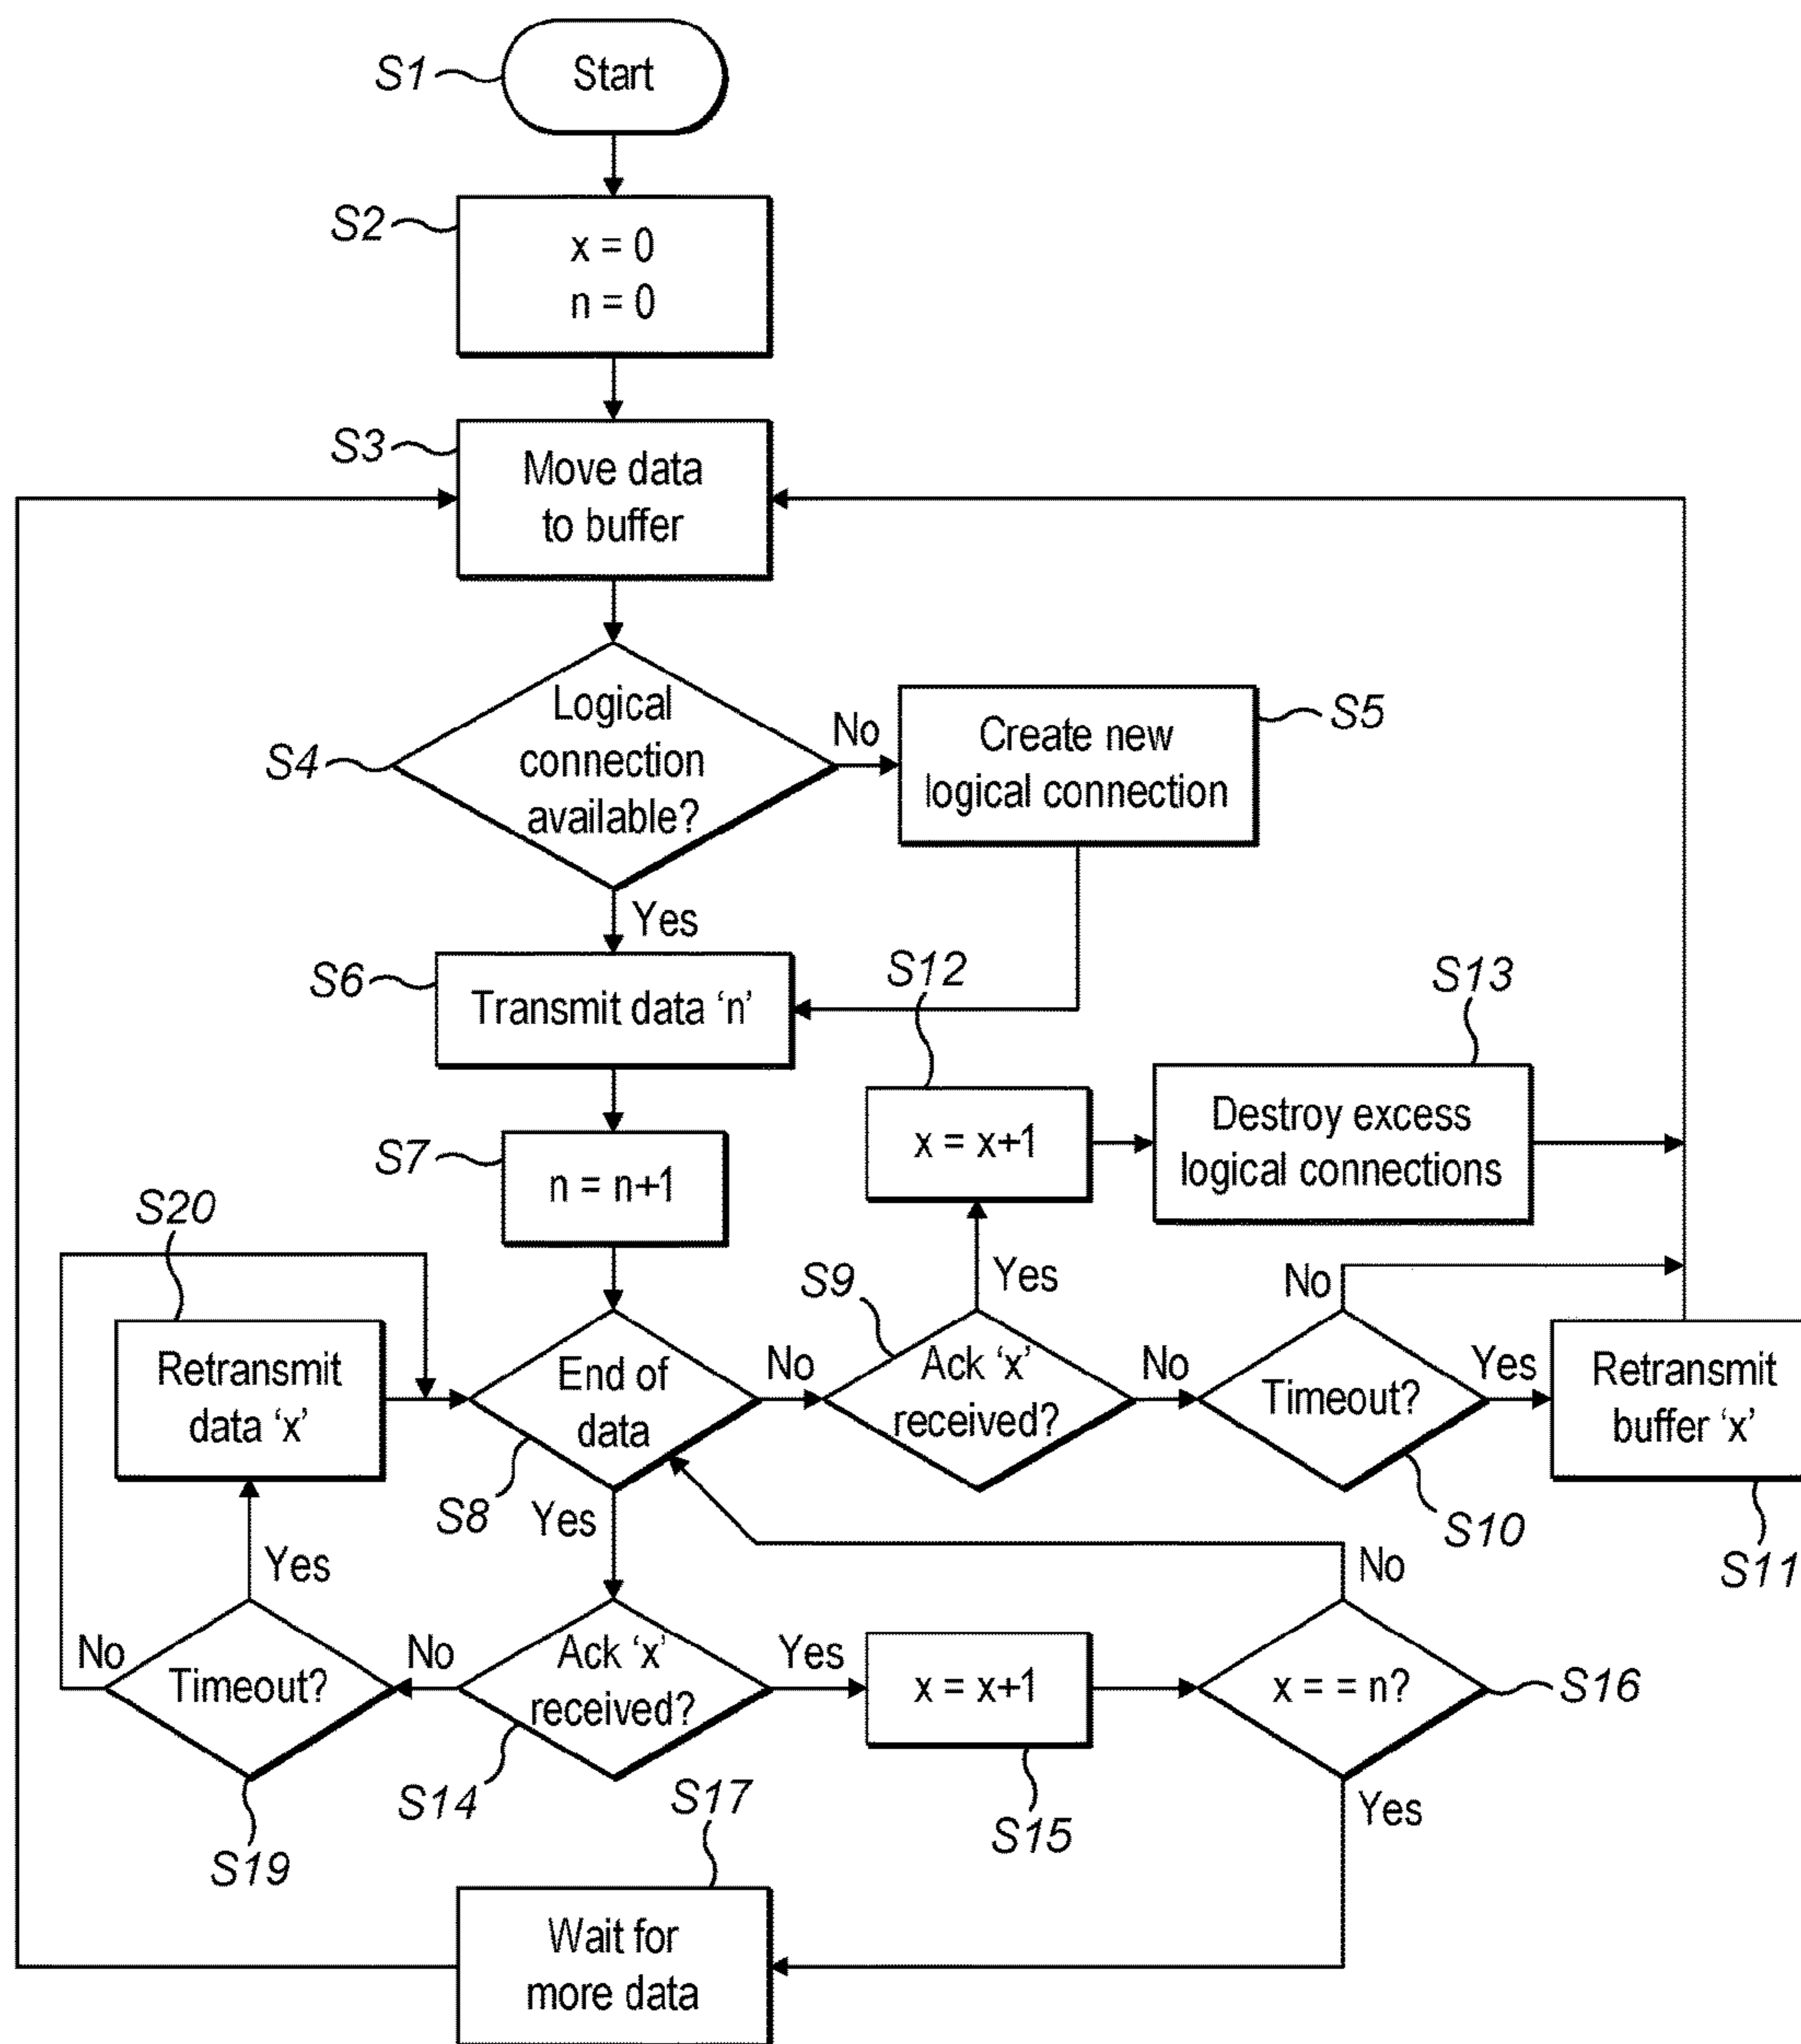 S1
Start
S2
x = 0
n = 0
S3
Move data
to buffer
S4
Logical
connection
available?
No
Yes
S5
Create new
logical connection
S6
Transmit data ‘n’
S12
x = x+1
S13
Destroy excess
logical connections
S7
n = n+1
S20
Retransmit
data ‘x’
S8
End of
data
No
Yes
S9
Ack ‘x’
received?
Yes
No
S10
Timeout?
No
Yes
S11
Retransmit
buffer ‘x’
S19
Timeout?
Yes
No
S14
Ack ‘x’
received?
No
Yes
S15
x = x+1
S16
x = = n?
No
Yes
S17
Wait for
more data